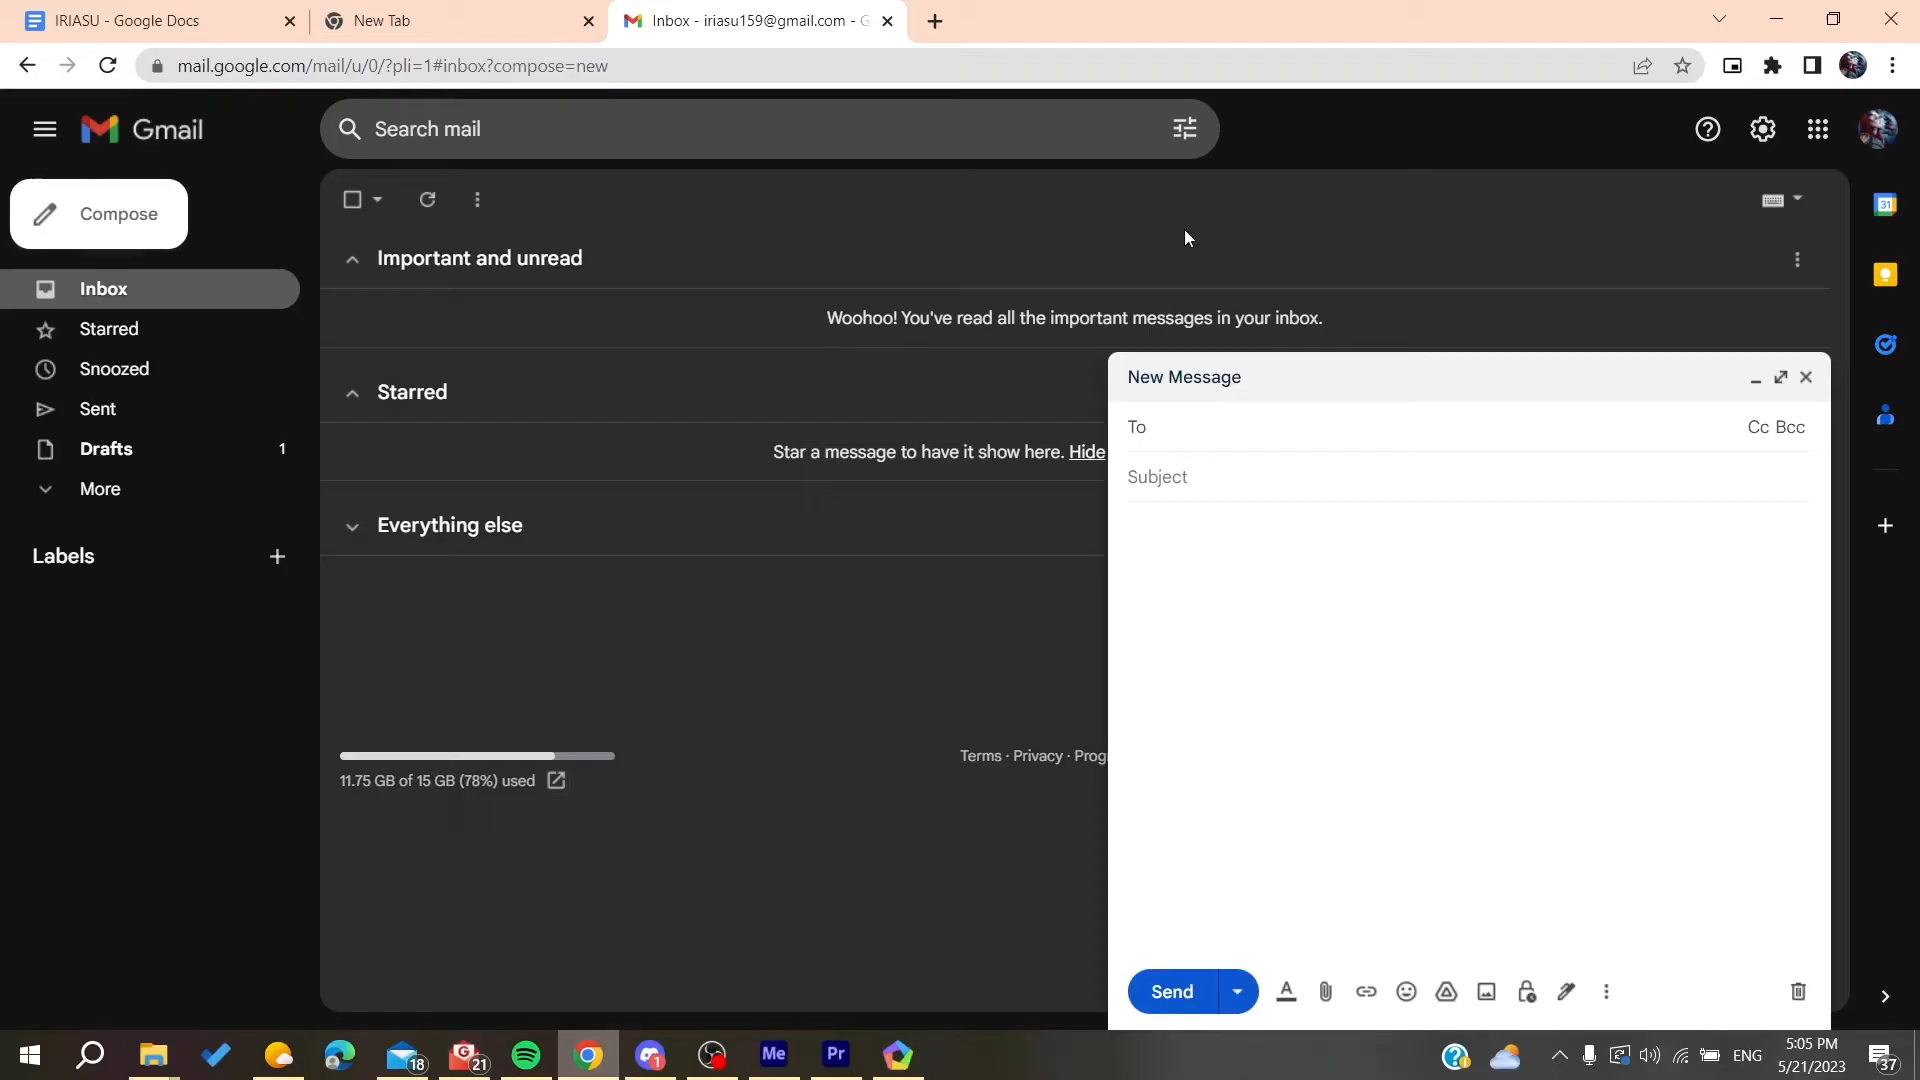 IRIASU - Google Docs
New Tab
Inbox - iriasu159@gmail.com - G
mail.google.com/mail/u/0/?pli=1#inbox?compose=new
Gmail
Search mail
Compose
Important and unread
Inbox
Woohoo! You've read all the important messages in your inbox.
Starred
Snoozed
New Message
Starred
Sent
To
Cc Bcc
Drafts
1
Star a message to have it show here. Hide
Subject
More
Everything else
Labels
Terms · Privacy · Progr
11.75 GB of 15 GB (78%) used
Send
31
18
21
1
Me
Pr
ENG
5:05 PM
5/21/2023
37